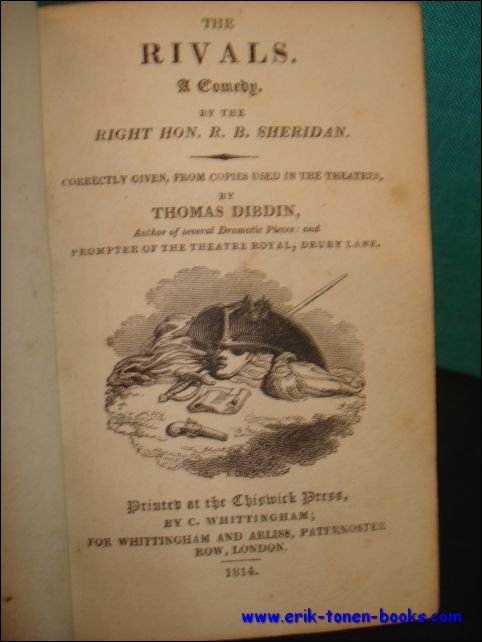 THE
RIVALS.
A Comedy.
BY THE
RIGHT HON. R. B. SHERIDAN.
CORRECTLY GIVEN, FROM COPIES USED IN THE THEATRES,
BY
THOMAS DIBDIN,
Author of several Dramatic Pieces: and
PROMPTER OF THE THEATRE ROYAL, DRURY LANE.
Printed at the Chiswick Press,
BY C. WHITTINGHAM;
FOR WHITTINGHAM AND ARLISS, PATERNOSTER
ROW, LONDON.
1814.
www.erik-tonen-books.com